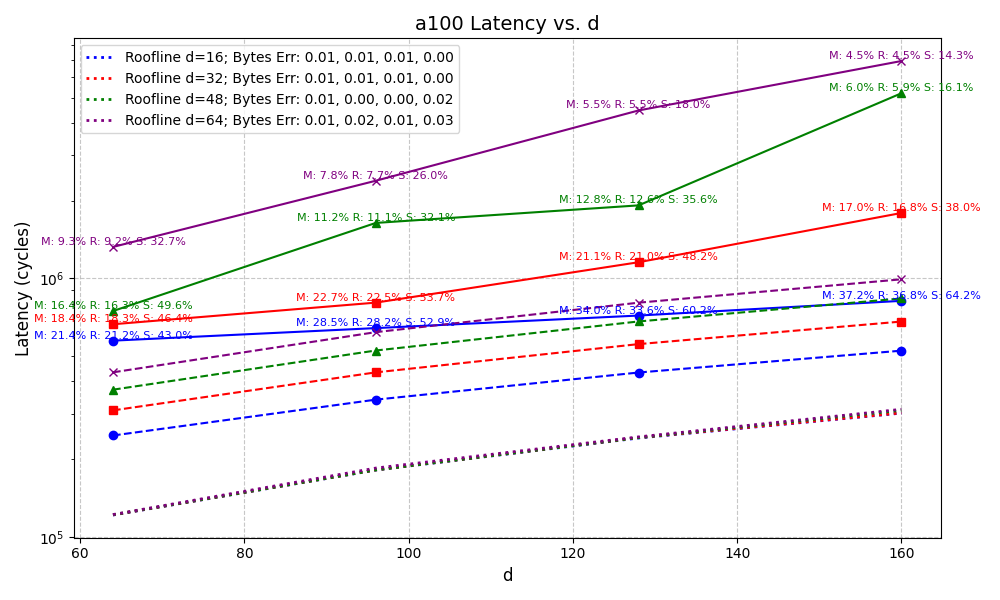 a100 Latency vs. d
Roofline d=16; Bytes Err: 0.01, 0.01, 0.01, 0.00
Roofline d=32; Bytes Err: 0.01, 0.01, 0.01, 0.00
Roofline d=48; Bytes Err: 0.01, 0.00, 0.00, 0.02
Roofline d=64; Bytes Err: 0.01, 0.02, 0.01, 0.03
M: 4.5% R: 4.5% S: 14.3%
M: 6.0% R: 5.9% S: 16.1%
M: 5.5% R: 5.5% S: 18.0%
M: 7.8% R: 7.7% S: 26.0%
M: 12.8% R: 12.6% S: 35.6%
M: 17.0% R: 16.8% S: 38.0%
M: 11.2% R: 11.1% S: 32.1%
M: 9.3% R: 9.2% S: 32.7%
M: 21.1% R: 21.0% S: 48.2%
M: 22.7% R: 22.5% S: 53.7%
M: 37.2% R: 36.8% S: 64.2%
M: 16.4% R: 16.3% S: 49.6%
M: 34.0% R: 33.6% S: 60.2%
M: 18.4% R: 18.3% S: 46.4%
M: 28.5% R: 28.2% S: 52.9%
M: 21.4% R: 21.2% S: 43.0%
Latency (cycles)
10⁶
10⁵
60 80 100 120 140 160
d